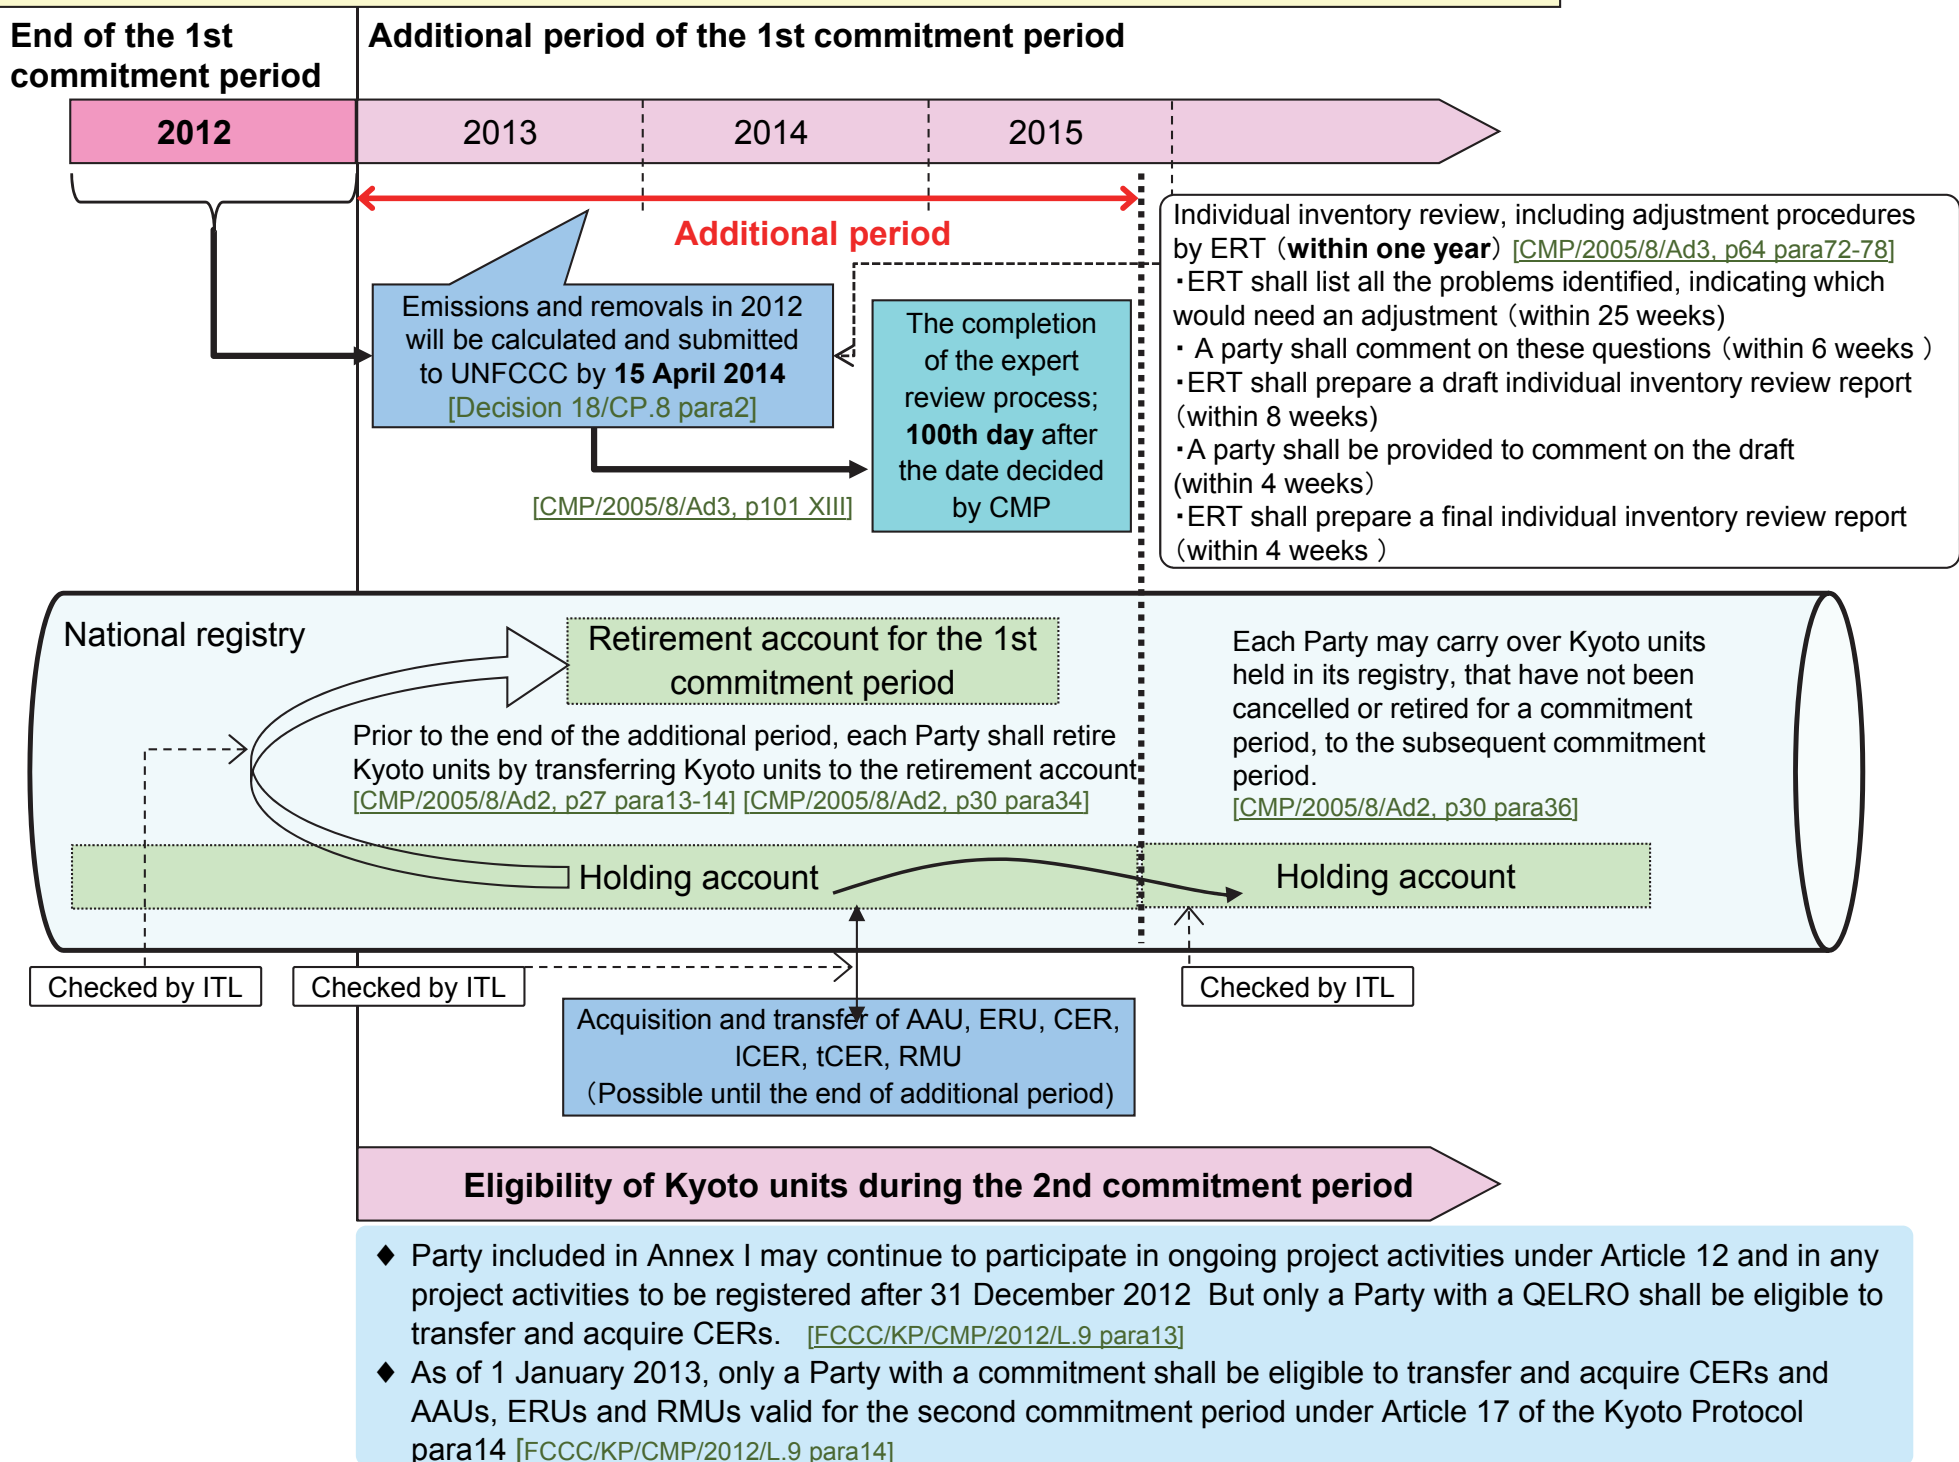 End of the 1st
commitment period
Additional period of the 1st commitment period
2012
2013
2014
2015
Additional period
Emissions and removals in 2012
will be calculated and submitted
to UNFCCC by 15 April 2014
[Decision 18/CP.8 para2]
[CMP/2005/8/Ad3, p101 XIII]
The completion
of the expert
review process;
100th day after
the date decided
by CMP
Individual inventory review, including adjustment procedures
by ERT（within one year）[CMP/2005/8/Ad3, p64 para72-78]
・ERT shall list all the problems identified, indicating which
would need an adjustment（within 25 weeks)
・ A party shall comment on these questions（within 6 weeks ）
・ERT shall prepare a draft individual inventory review report
（within 8 weeks)
・A party shall be provided to comment on the draft
(within 4 weeks）
・ERT shall prepare a final individual inventory review report
（within 4 weeks ）
National registry
Retirement account for the 1st
commitment period
Prior to the end of the additional period, each Party shall retire
Kyoto units by transferring Kyoto units to the retirement account
[CMP/2005/8/Ad2, p27 para13-14] [CMP/2005/8/Ad2, p30 para34]
Each Party may carry over Kyoto units
held in its registry, that have not been
cancelled or retired for a commitment
period, to the subsequent commitment
period.
[CMP/2005/8/Ad2, p30 para36]
Holding account
Holding account
Checked by ITL
Checked by ITL
Checked by ITL
Acquisition and transfer of AAU, ERU, CER,
lCER, tCER, RMU
（Possible until the end of additional period)
Eligibility of Kyoto units during the 2nd commitment period
♦ Party included in Annex I may continue to participate in ongoing project activities under Article 12 and in any
project activities to be registered after 31 December 2012 But only a Party with a QELRO shall be eligible to
transfer and acquire CERs. [FCCC/KP/CMP/2012/L.9 para13]
♦ As of 1 January 2013, only a Party with a commitment shall be eligible to transfer and acquire CERs and
AAUs, ERUs and RMUs valid for the second commitment period under Article 17 of the Kyoto Protocol
para14 [FCCC/KP/CMP/2012/L.9 para14]